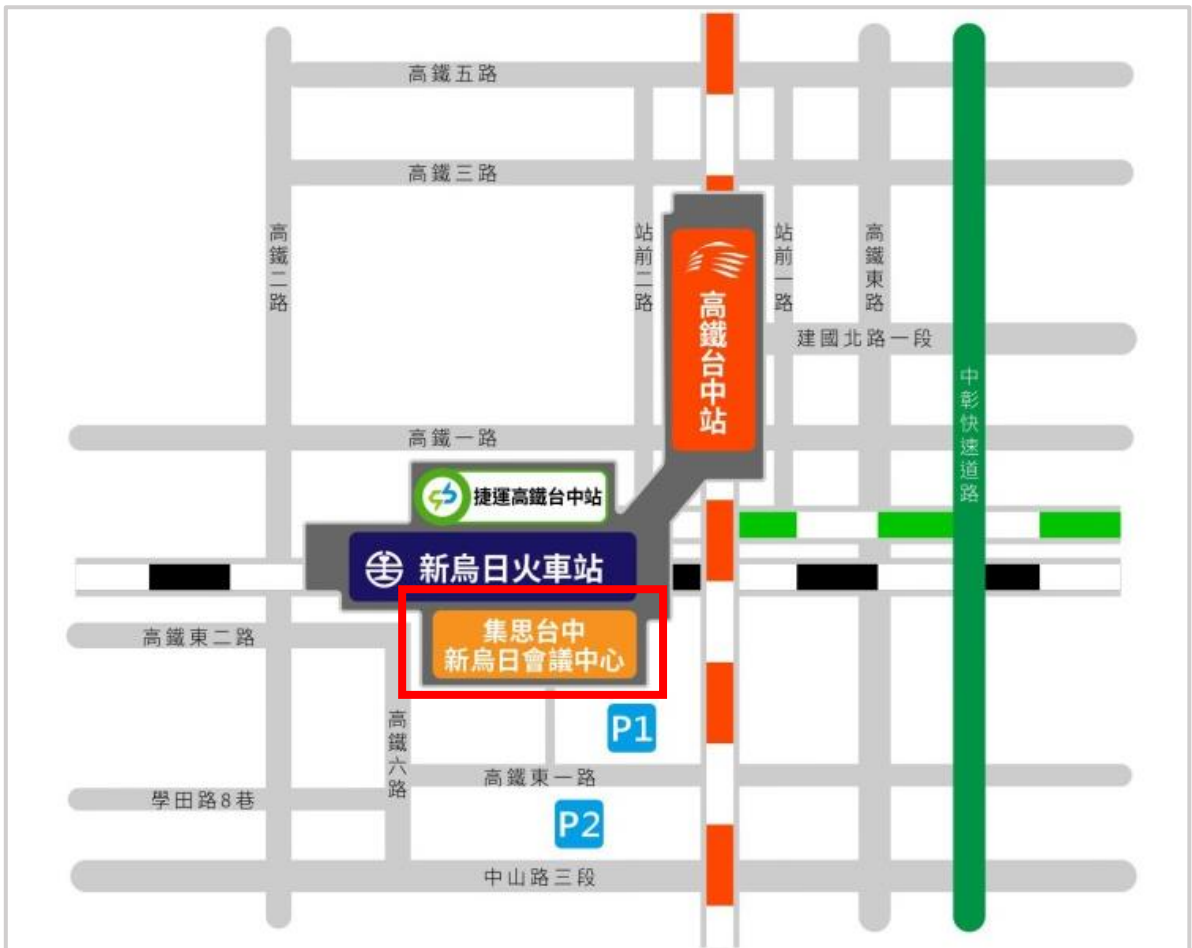 高鐵五路
高鐵三路
高鐵二路
站前二路
站前一路
高鐵東路
高鐵台中站
建國北路一段
中彰快速道路
高鐵一路
捷運高鐵台中站
新烏日火車站
集思台中
新烏日會議中心
高鐵東二路
高鐵六路
P1
高鐵東一路
學田路8巷
P2
中山路三段